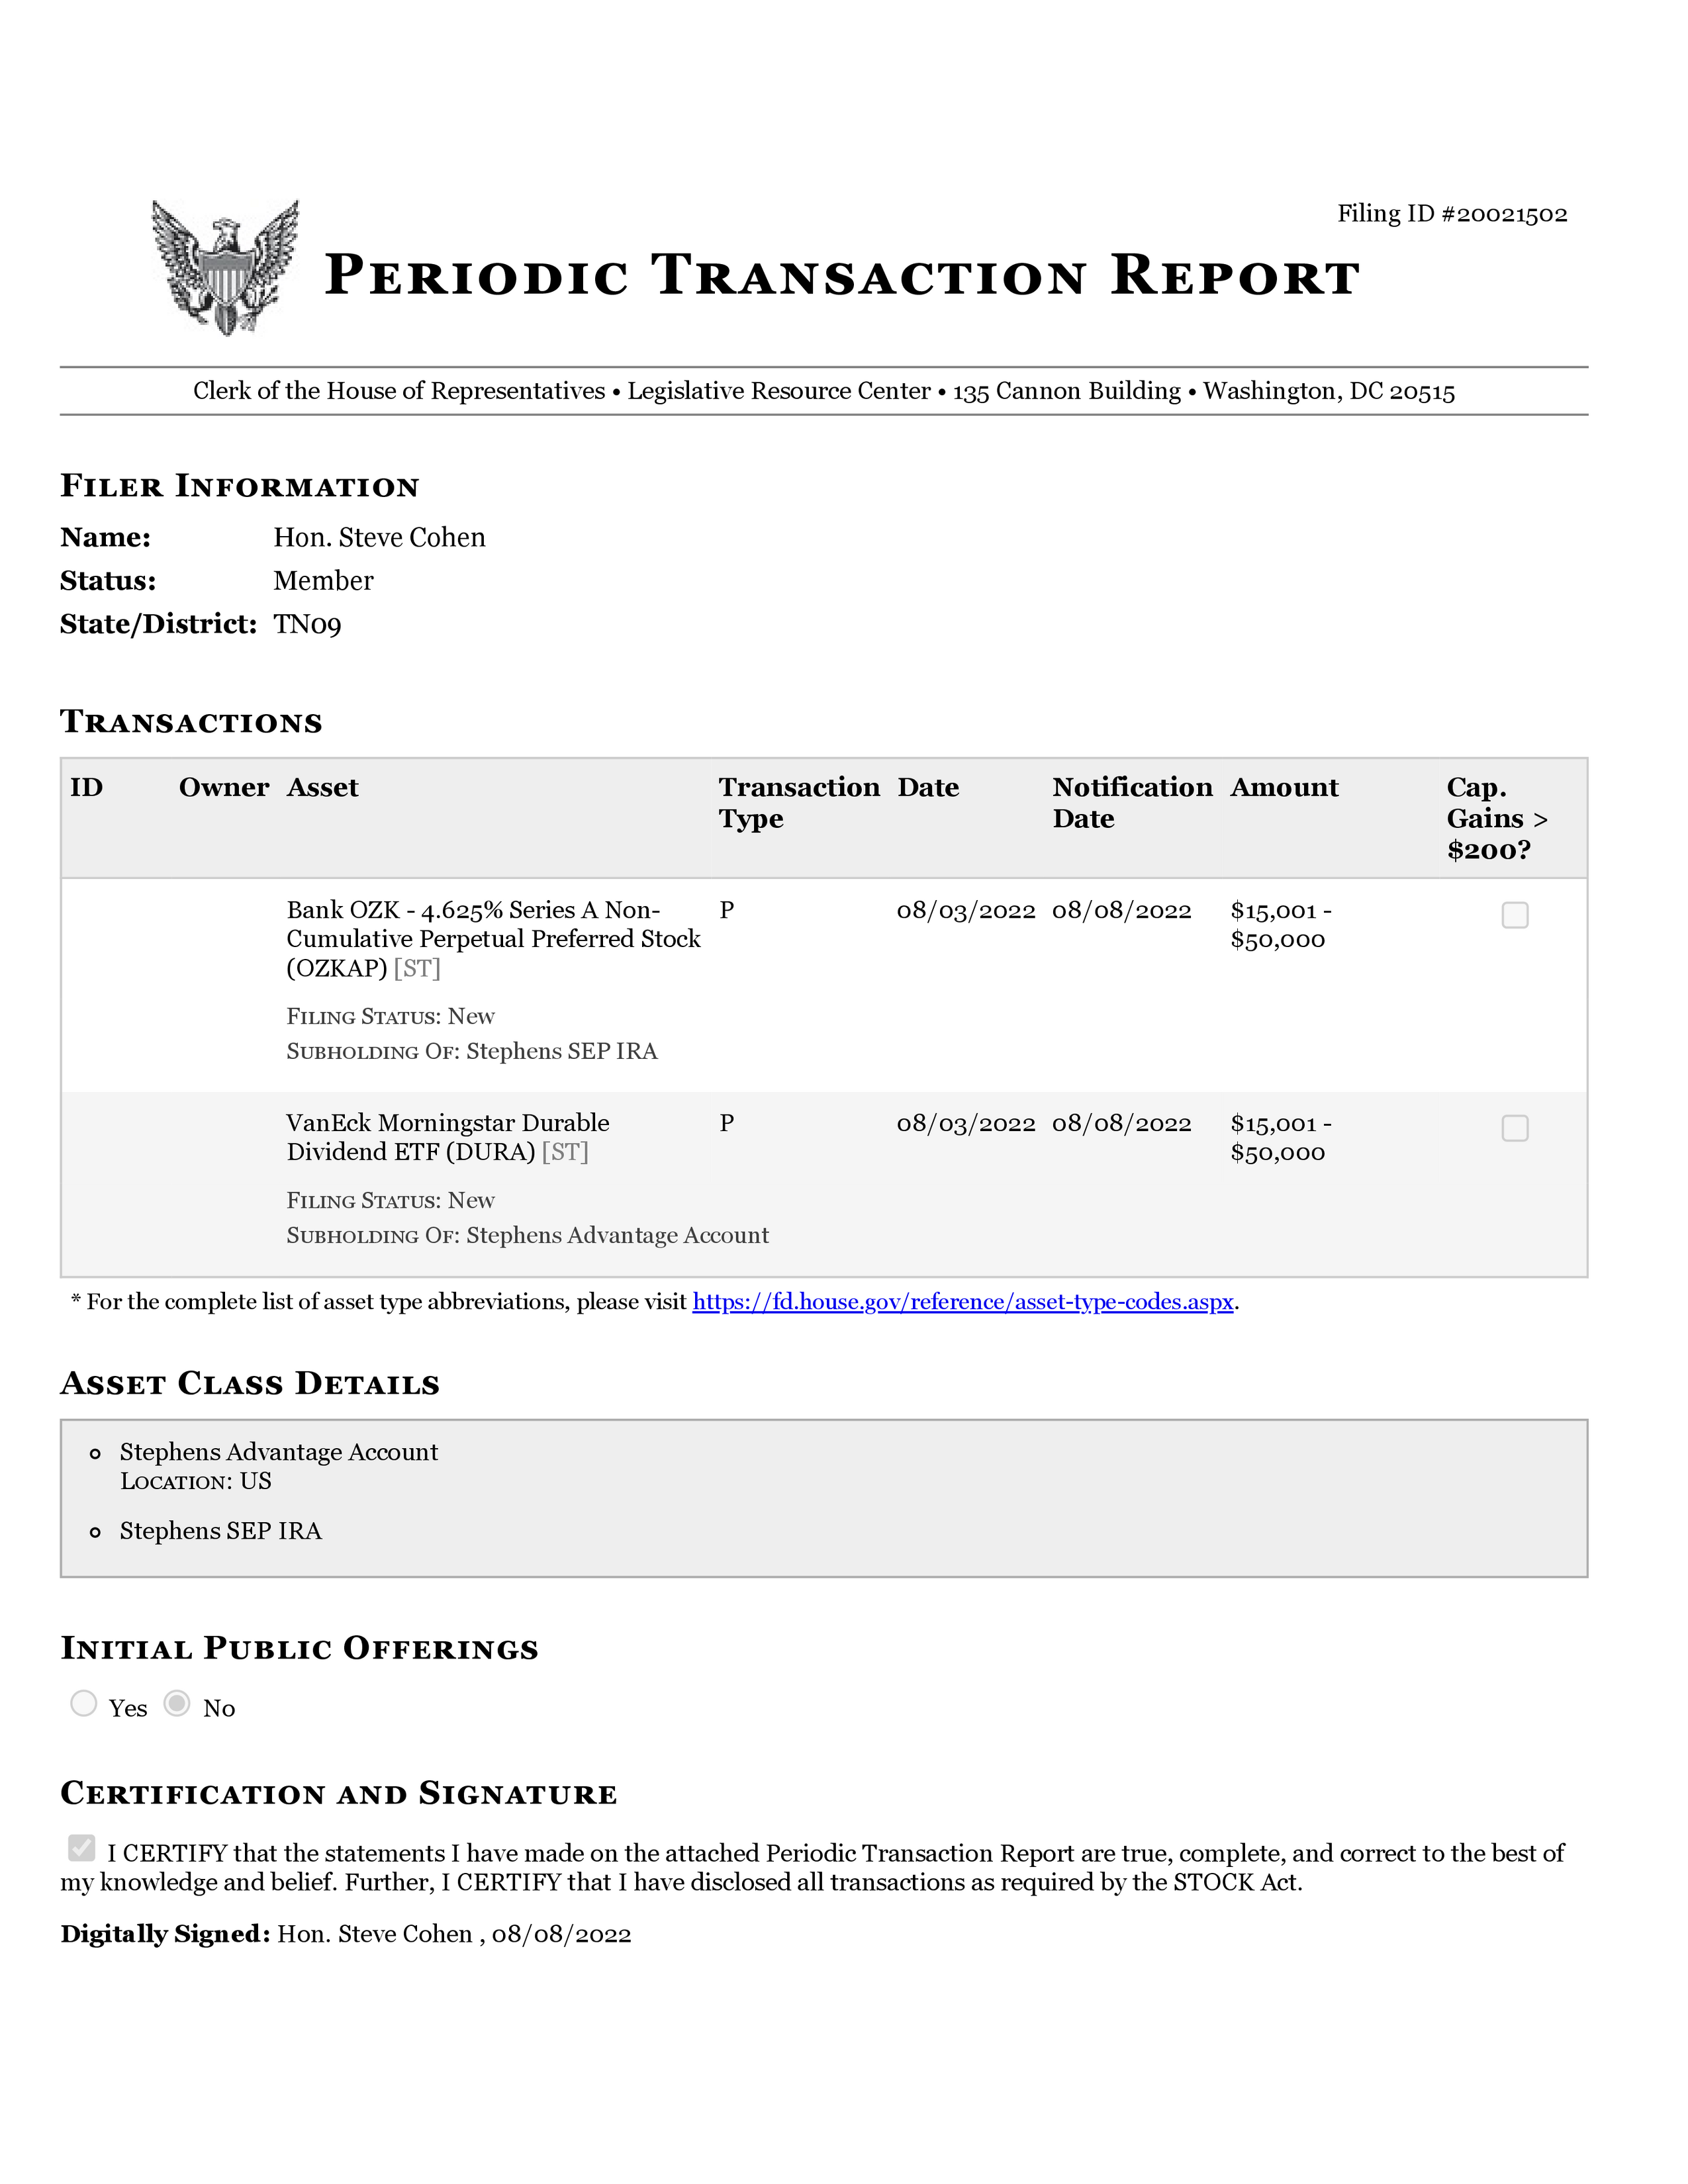 Filing ID #20021502
Periodic Transaction Report
Clerk of the House of Representatives • Legislative Resource Center • 135 Cannon Building • Washington, DC 20515
Filer Information
Name: Hon. Steve Cohen
Status: Member
State/District: TN09
Transactions
ID Owner Asset Transaction Type Date Notification Date Amount Cap. Gains > $200?
Bank OZK - 4.625% Series A Non- P 08/03/2022 08/08/2022 $15,001 -
Cumulative Perpetual Preferred Stock $50,000
(OZKAP) [ST]
Filing Status: New
Subholding Of: Stephens SEP IRA
VanEck Morningstar Durable P 08/03/2022 08/08/2022 $15,001 -
Dividend ETF (DURA) [ST] $50,000
Filing Status: New
Subholding Of: Stephens Advantage Account
* For the complete list of asset type abbreviations, please visit https://fd.house.gov/reference/asset-type-codes.aspx.
Asset Class Details
Stephens Advantage Account
Location: US
Stephens SEP IRA
Initial Public Offerings
Yes No
Certification and Signature
I CERTIFY that the statements I have made on the attached Periodic Transaction Report are true, complete, and correct to the best of
my knowledge and belief. Further, I CERTIFY that I have disclosed all transactions as required by the STOCK Act.
Digitally Signed: Hon. Steve Cohen , 08/08/2022